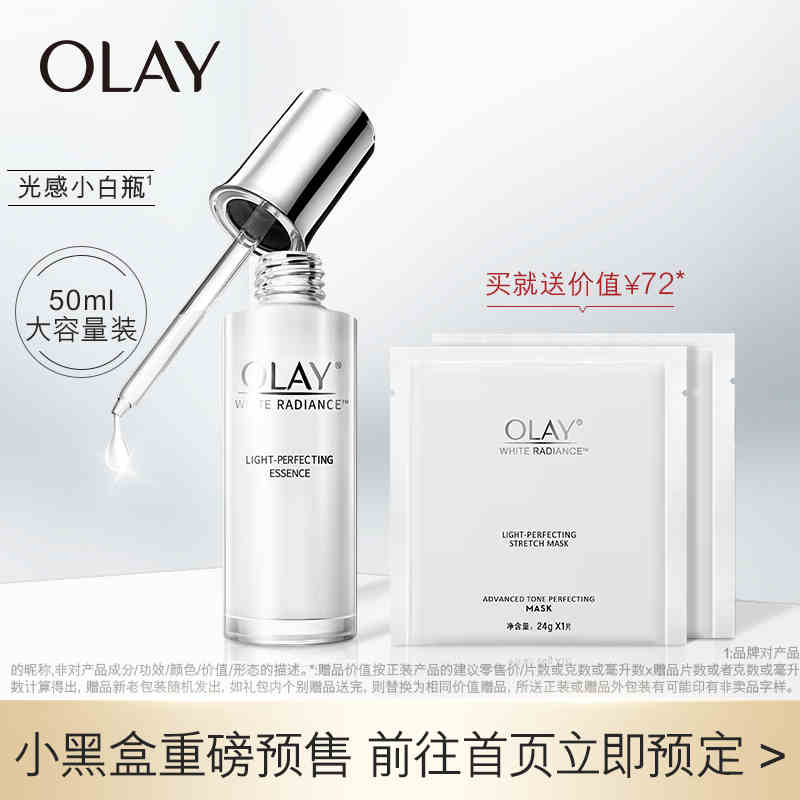 OLAY
光感小白瓶1
50ml
大容量装
买就送价值¥72*
OLAY®
WHITE RADIANCE™
LIGHT-PERFECTING
ESSENCE
OLAY®
WHITE RADIANCE™
LIGHT-PERFECTING
STRETCH MASK
ADVANCED TONE PERFECTING
MASK
净含量：24gX1片
1:品牌对产品
的昵称,非对产品成分/功效/颜色/价值/形态的描述。*:赠品价值按正装产品的建议零售价/片数或克数或毫升数x赠品片数或者克数或毫升
数计算得出，赠品新老包装随机发出，如礼包内个别赠品送完，则替换为相同价值赠品，所送正装或赠品外包装有可能印有非卖品字样。
小黑盒重磅预售 前往首页立即预定 >